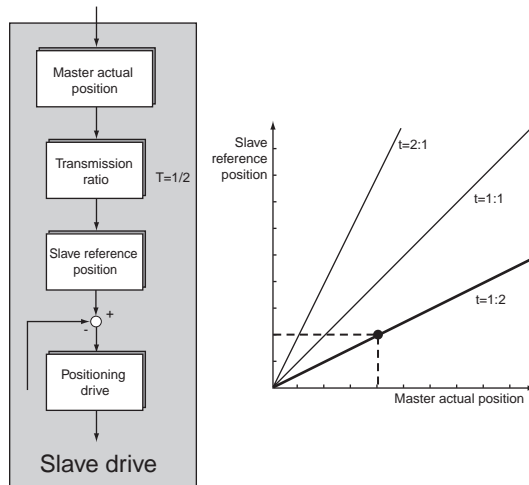 Master actual
position
Transmission
ratio
T=1/2
Slave reference
position
+
-
Positioning
drive
Slave drive
Slave
reference
position
t=2:1
t=1:1
t=1:2
Master actual position